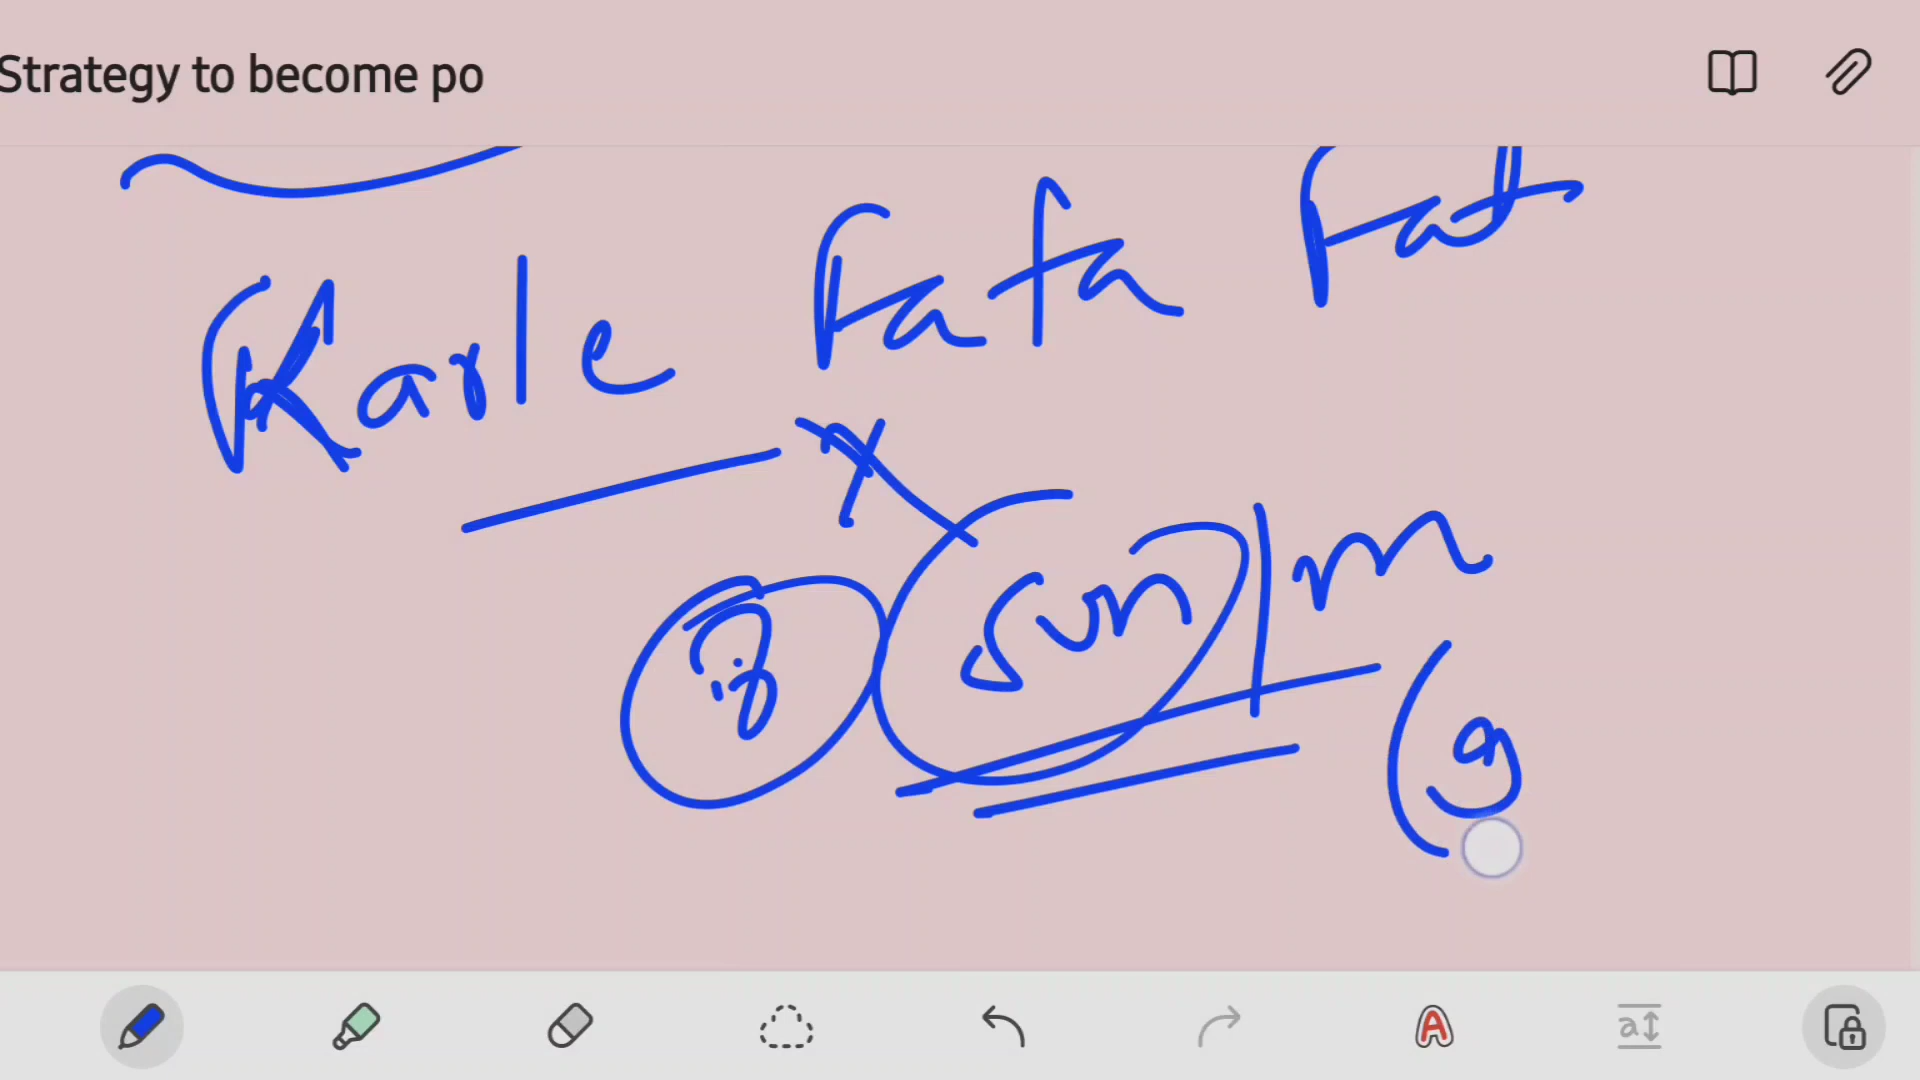 Strategy to become po
Karle Fata Fat
Sun m